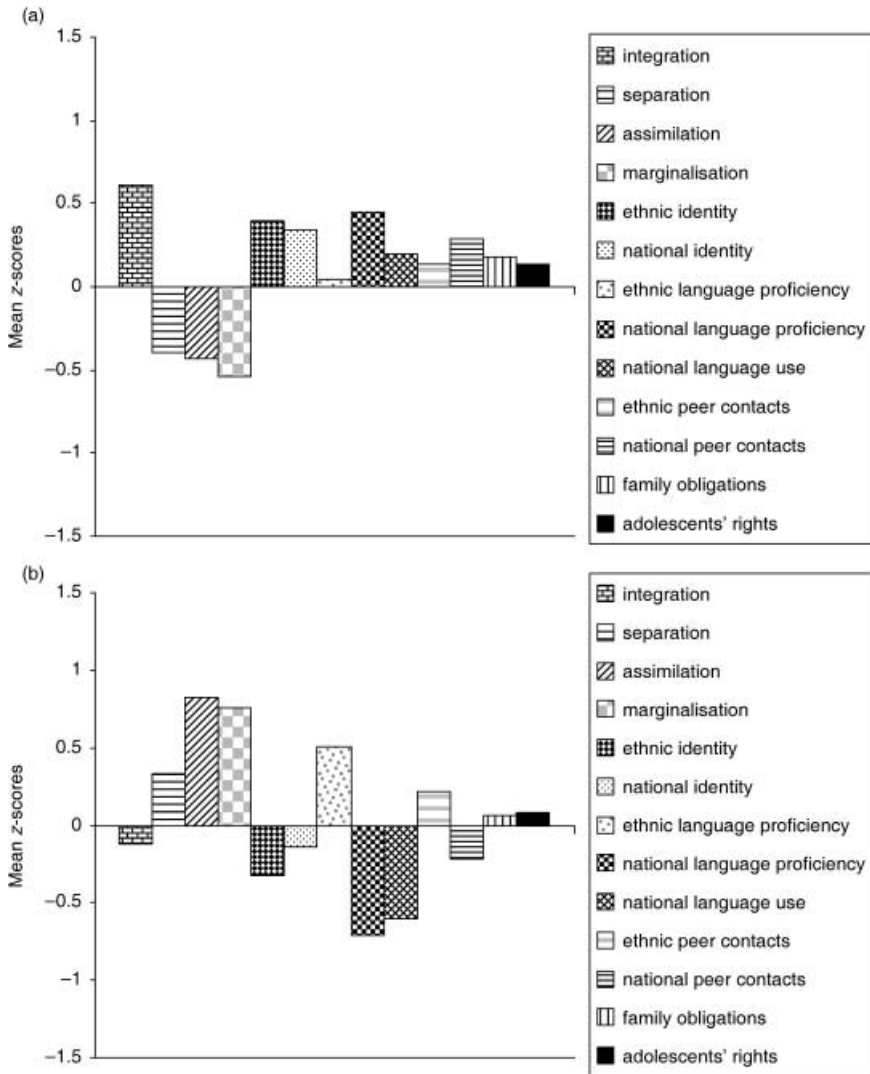 (a)
1.5
1
0.5
0
−0.5
−1
−1.5
Mean z-scores
integration
separation
assimilation
marginalisation
ethnic identity
national identity
ethnic language proficiency
national language proficiency
national language use
ethnic peer contacts
national peer contacts
family obligations
adolescents’ rights
(b)
1.5
1
0.5
0
−0.5
−1
−1.5
Mean z-scores
integration
separation
assimilation
marginalisation
ethnic identity
national identity
ethnic language proficiency
national language proficiency
national language use
ethnic peer contacts
national peer contacts
family obligations
adolescents’ rights